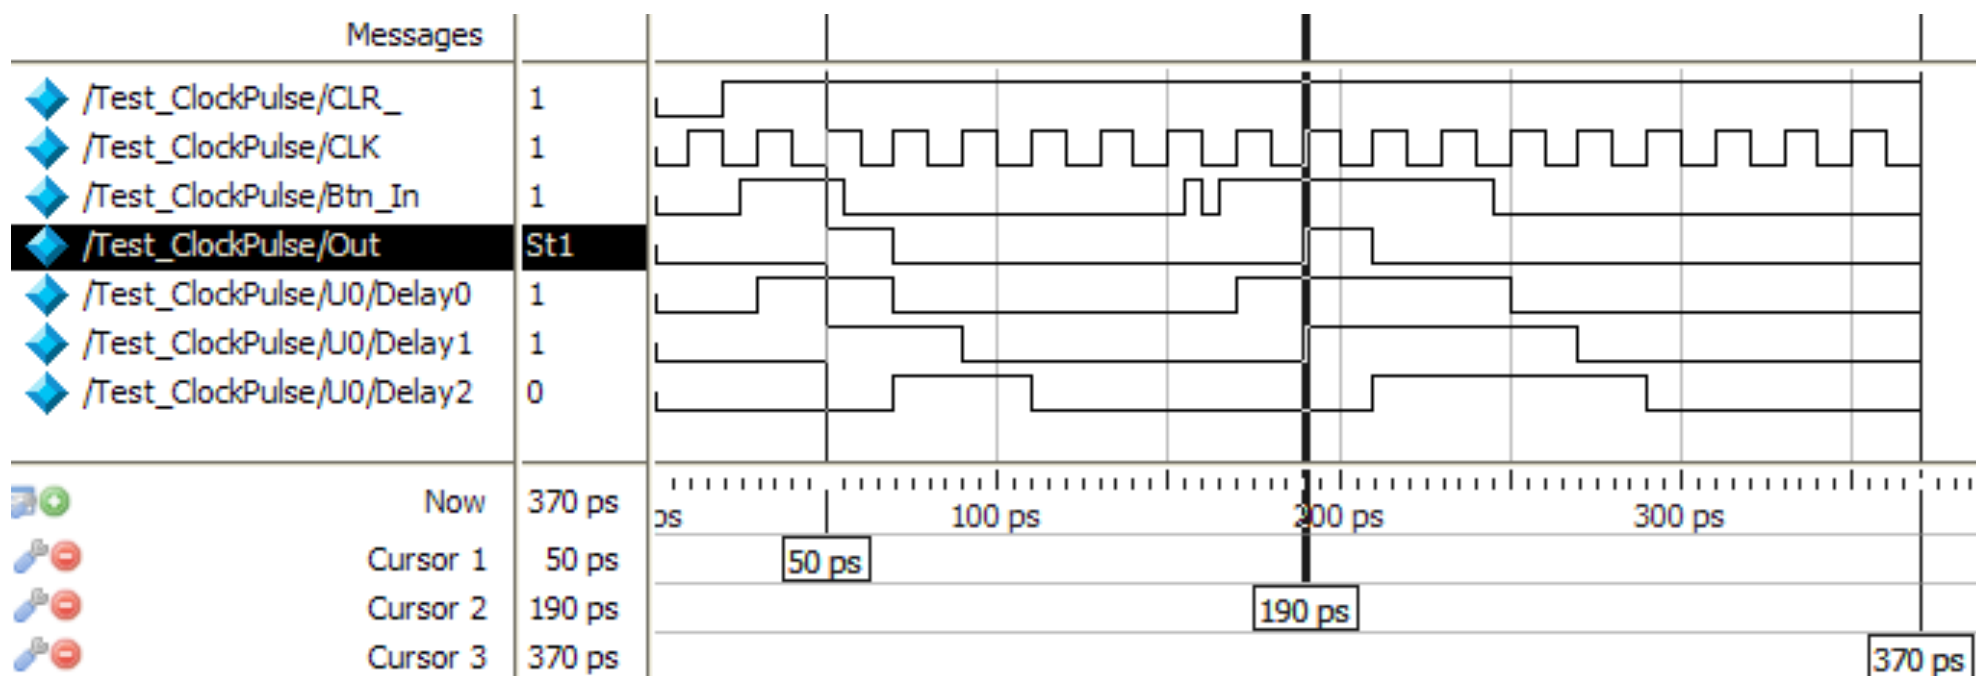 Messages
/Test_ClockPulse/CLR_ 1
/Test_ClockPulse/CLK 1
/Test_ClockPulse/Btn_In 1
/Test_ClockPulse/Out St1
/Test_ClockPulse/U0/Delay0 1
/Test_ClockPulse/U0/Delay1 1
/Test_ClockPulse/U0/Delay2 0
Now 370 ps ps 100 ps 200 ps 300 ps
Cursor 1 50 ps 50 ps
Cursor 2 190 ps 190 ps
Cursor 3 370 ps 370 ps